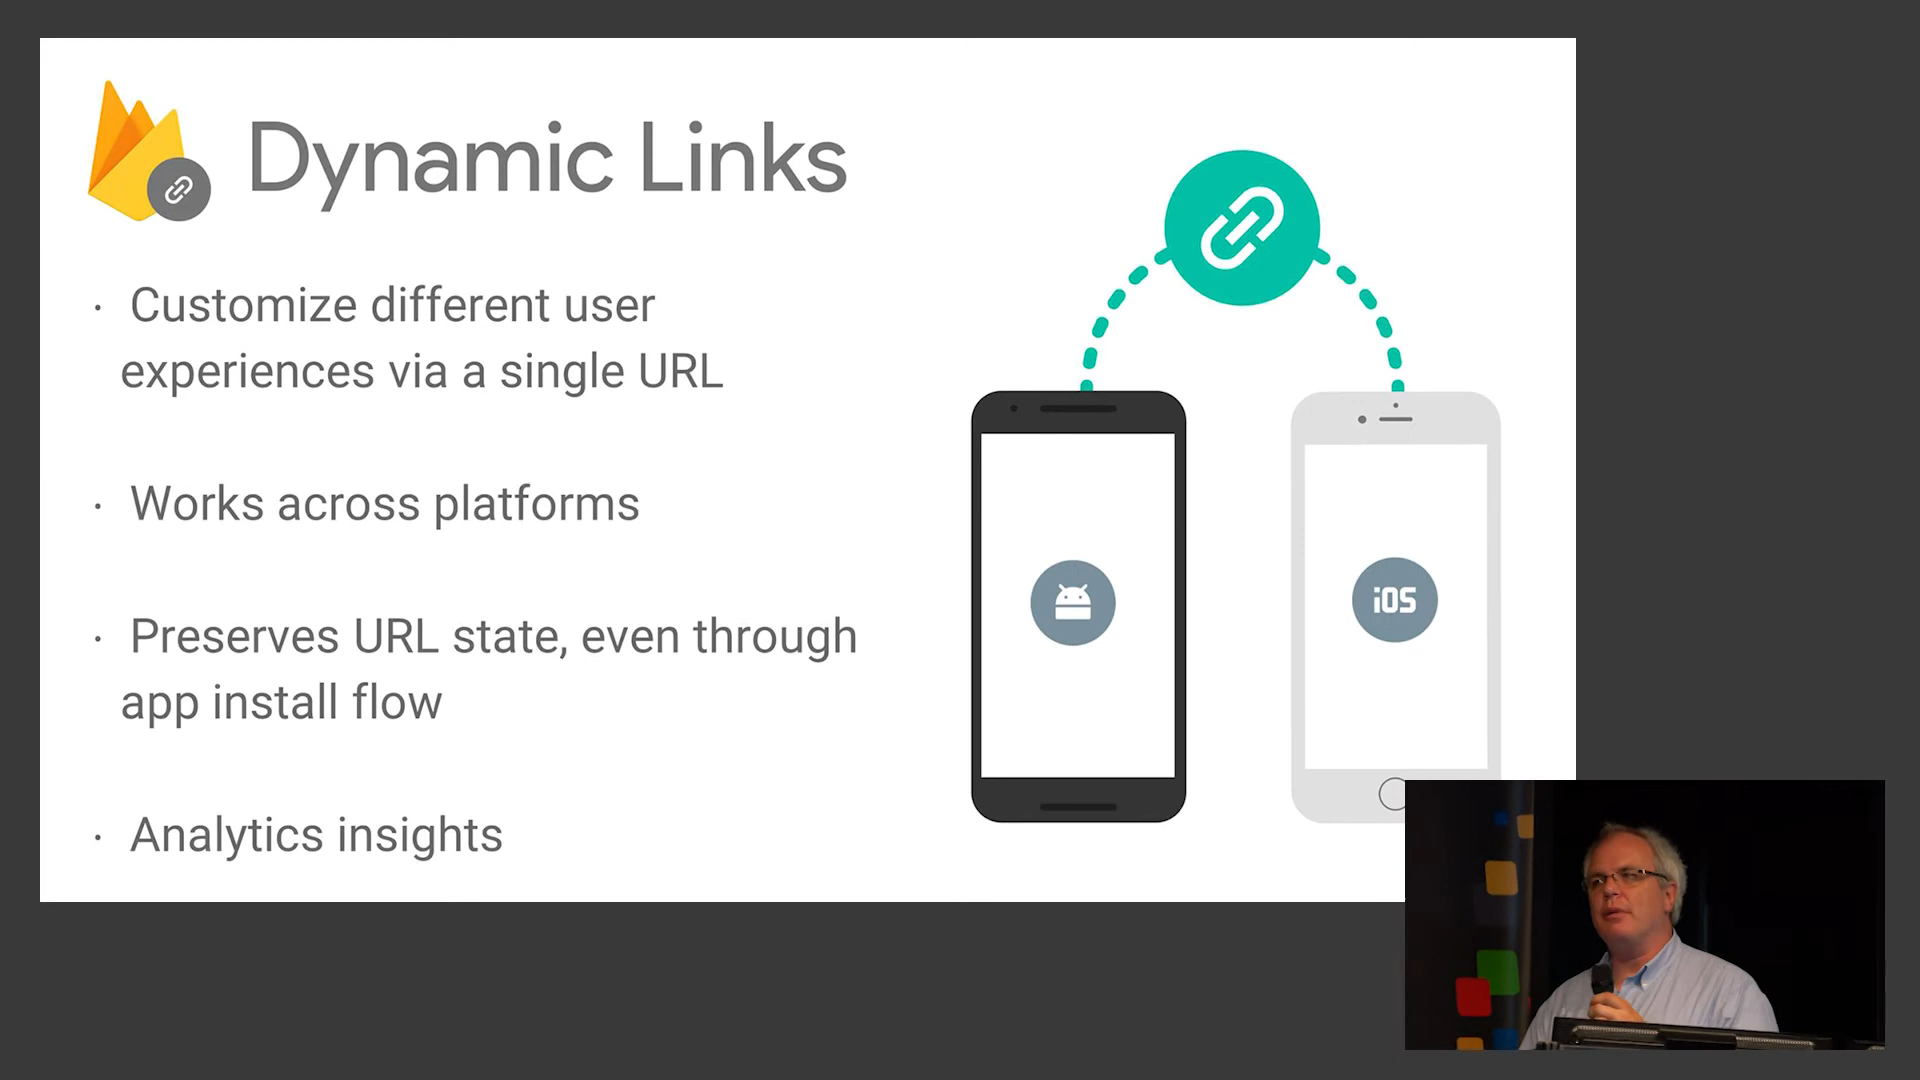 Dynamic Links
· Customize different user
experiences via a single URL
· Works across platforms
· Preserves URL state, even through
app install flow
· Analytics insights
iOS